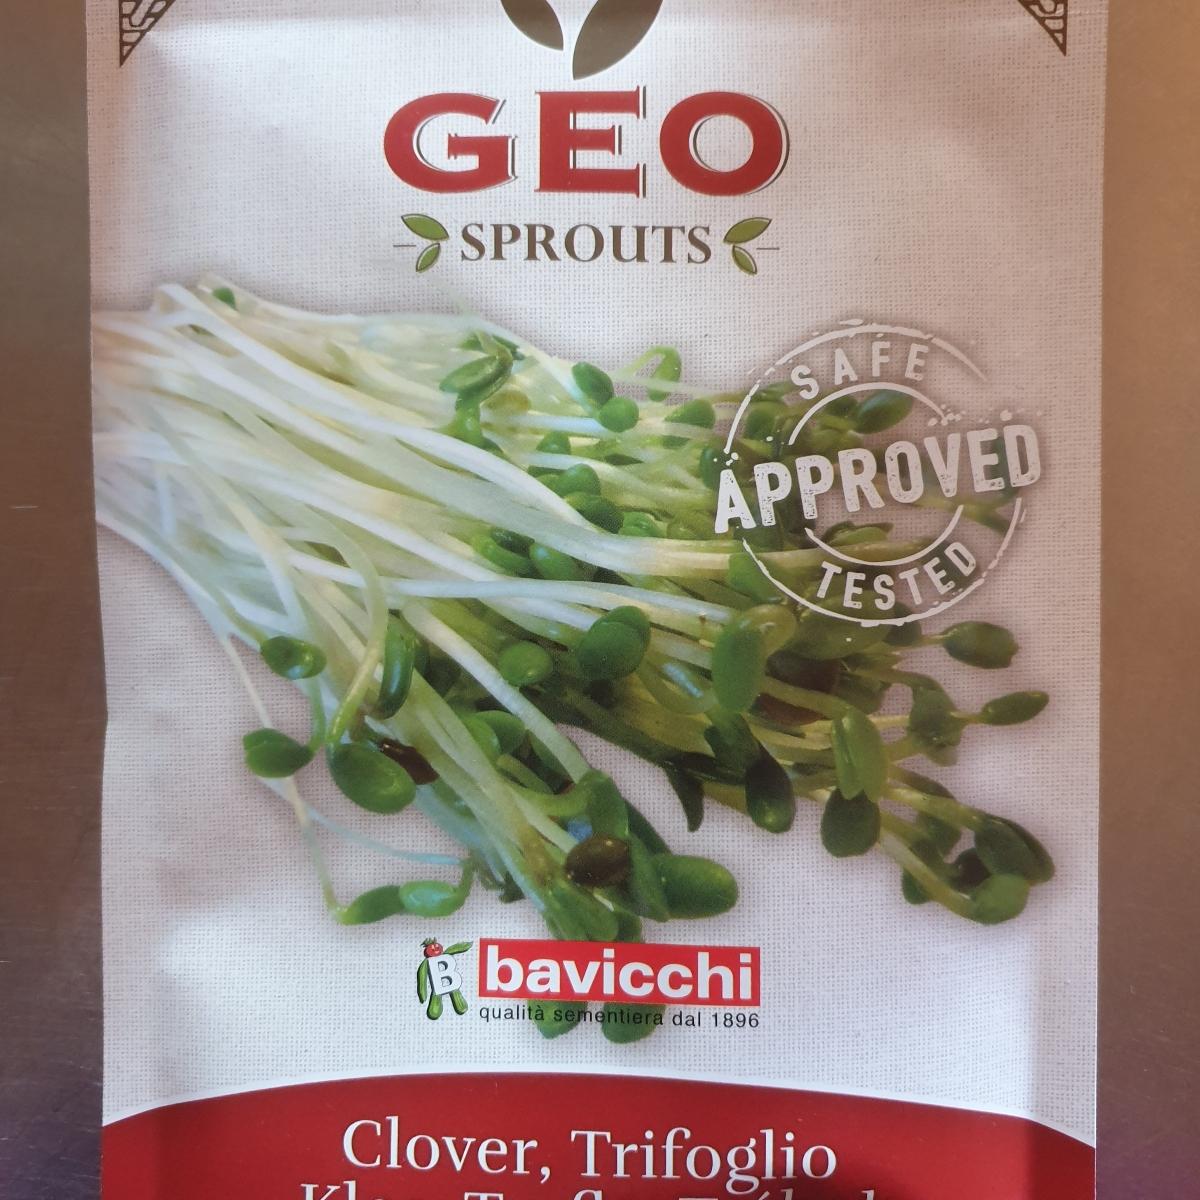 GEO
SPROUTS
SAFE
APPROVED
TESTED
B bavicchi
qualità sementiera dal 1896
Clover, Trifoglio